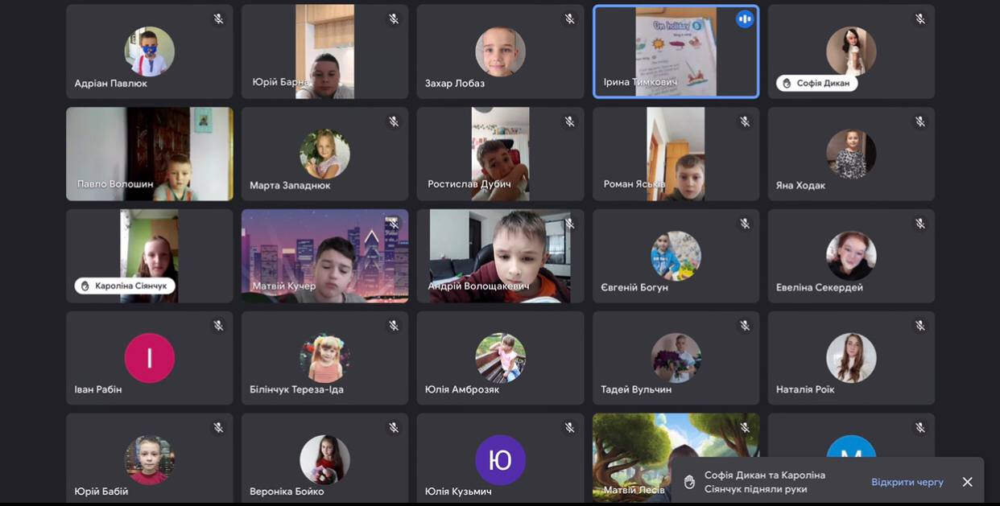 Адріан Павлюк
Юрій Барна
Захар Лобаз
On holiday
Ірина Тимкович
Софія Дикан
Павло Волошин
Марта Западнюк
Ростислав Дубич
Роман Яськів
Яна Ходак
Кароліна Сіянчук
Матвій Кучер
Андрій Волощакевич
Євгеній Богун
Евеліна Секердей
І
Іван Рабін
Білінчук Тереза-Іда
Юлія Амброзяк
Тадей Вульчин
Наталія Роїк
Юрій Бабій
Вероніка Бойко
Ю
Юлія Кузьмич
Матвій Лесів
М
Софія Дикан та Кароліна
Сіянчук підняли руки
Відкрити чергу